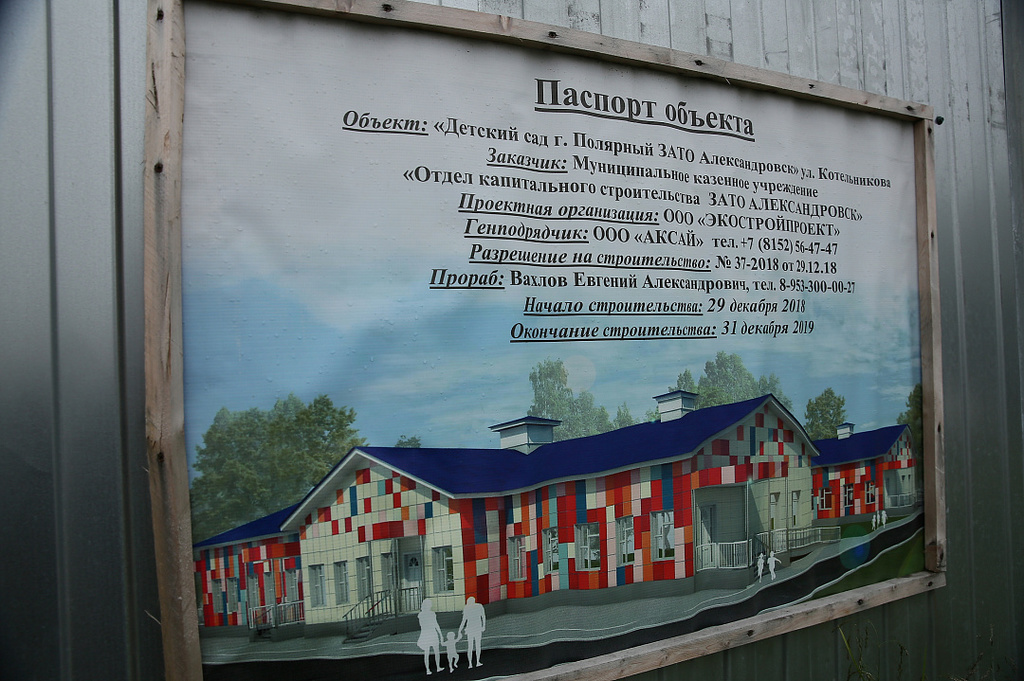 Паспорт объекта
Объект: «Детский сад г. Полярный ЗАТО Александровск» ул. Котельникова
Заказчик: Муниципальное казенное учреждение
«Отдел капитального строительства ЗАТО АЛЕКСАНДРОВСК»
Проектная организация: ООО «ЭКОСТРОЙПРОЕКТ»
Генподрядчик: ООО «АКСАЙ» тел. +7 (8152) 56-47-47
Разрешение на строительство: № 37-2018 от 29.12.18
Прораб: Вахлов Евгений Александрович, тел. 8-953-300-00-27
Начало строительства: 29 декабря 2018
Окончание строительства: 31 декабря 2019